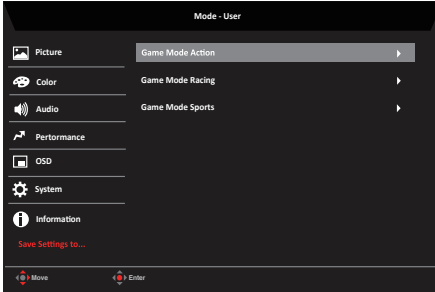 Mode - User
Picture
Game Mode Action
Color
Game Mode Racing
Audio
Game Mode Sports
Pertormance
OSD
System
Information
Save Settings to...
Move
Enter